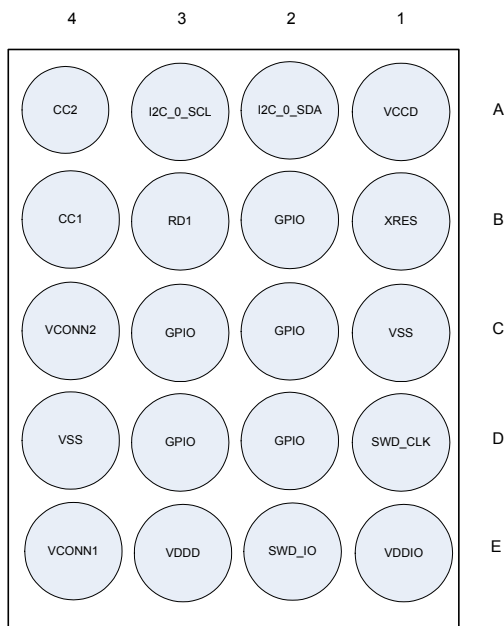 4 3 2 1
CC2 I2C_0_SCL I2C_0_SDA VCCD A
CC1 RD1 GPIO XRES B
VCONN2 GPIO GPIO VSS C
VSS GPIO GPIO SWD_CLK D
VCONN1 VDDD SWD_IO VDDIO E